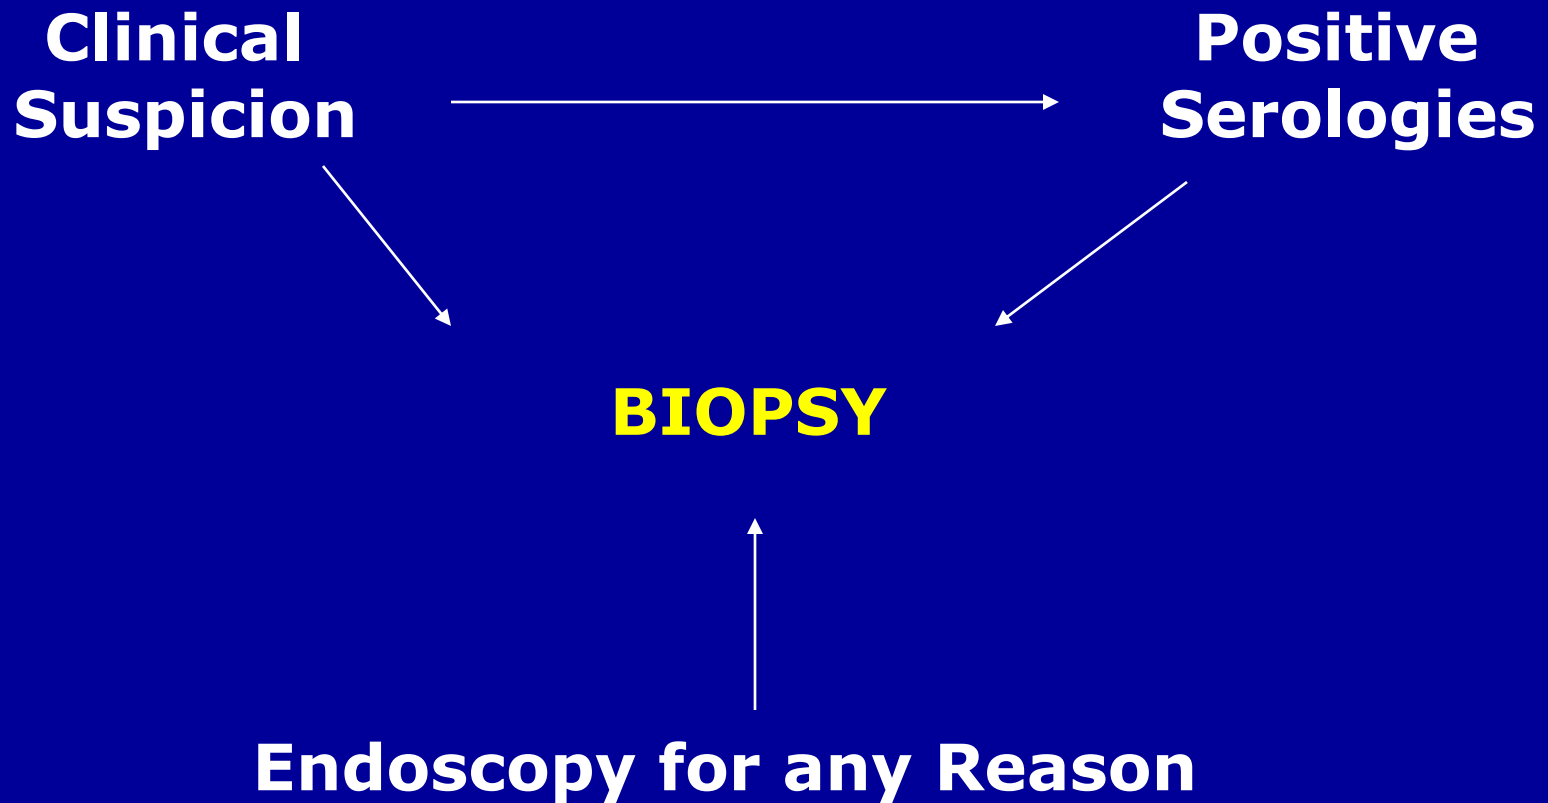 Clinical
Suspicion
Positive
Serologies
BIOPSY
Endoscopy for any Reason